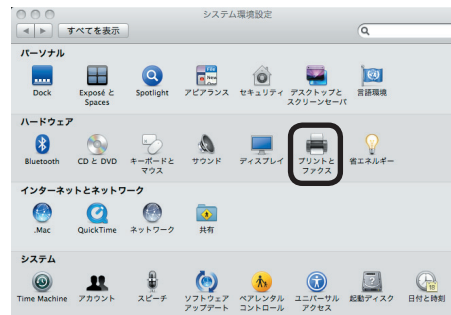 システム環境設定
すべてを表示
パーソナル
Dock
Exposé と
Spaces
Spotlight
アピアランス
セキュリティ
デスクトップと
スクリーンセーバ
言語環境
ハードウェア
Bluetooth
CD と DVD
キーボードと
マウス
サウンド
ディスプレイ
プリントと
ファクス
省エネルギー
インターネットとネットワーク
.Mac
QuickTime
ネットワーク
共有
システム
Time Machine
アカウント
スピーチ
ソフトウェア
アップデート
ペアレンタル
コントロール
ユニバーサル
アクセス
起動ディスク
日付と時刻